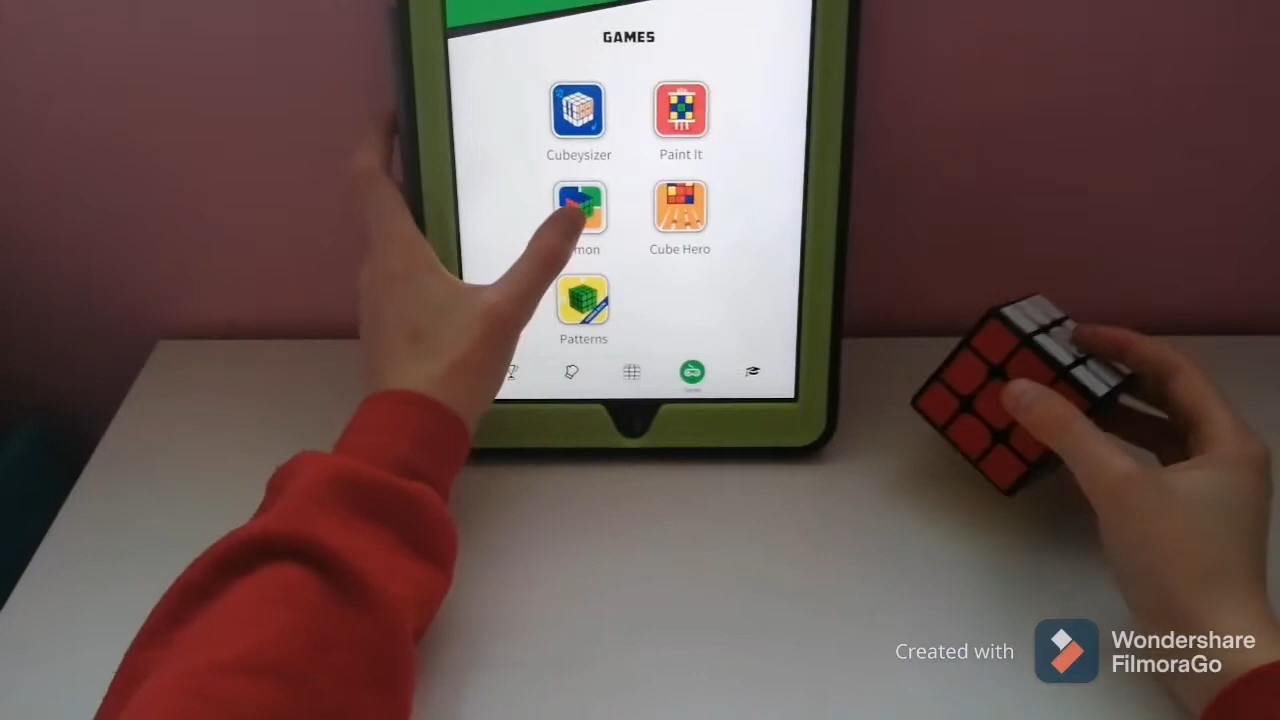 GAMES
Cubeysizer Paint It
mon Cube Hero
Patterns
Created with Wondershare FilmoraGo